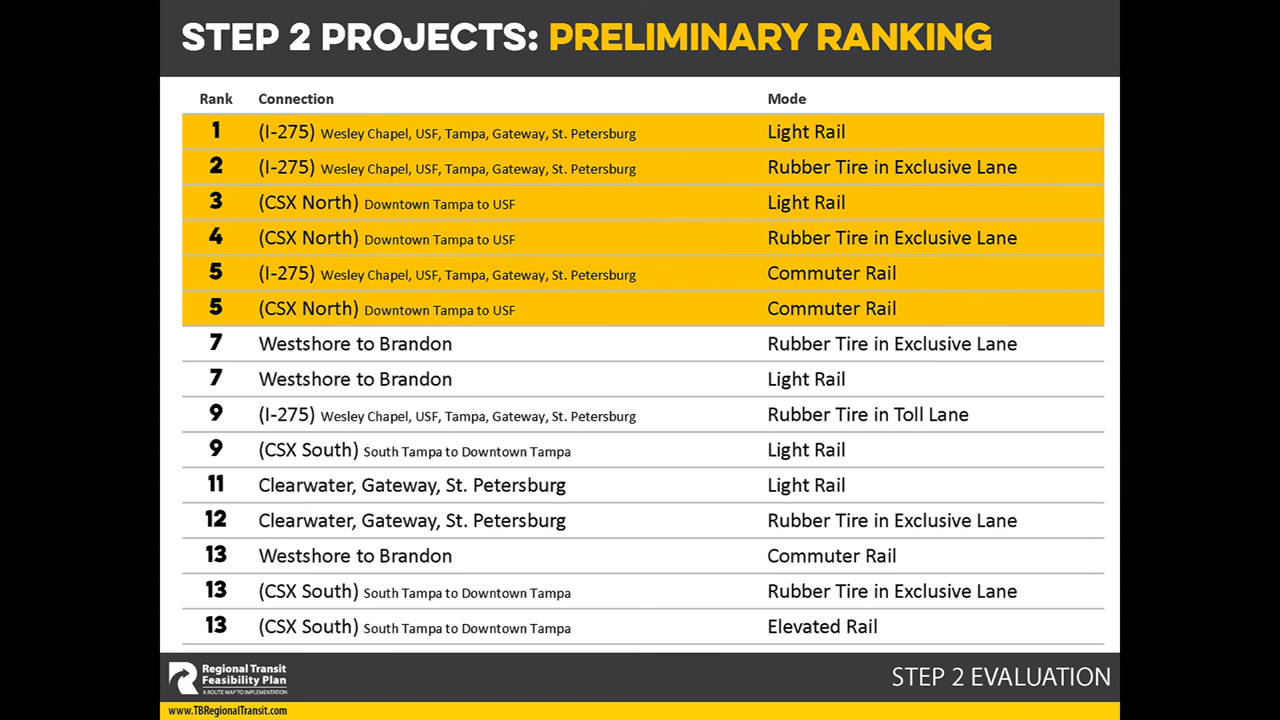 STEP 2 PROJECTS: PRELIMINARY RANKING
Rank Connection Mode
1 (I-275) Wesley Chapel, USF, Tampa, Gateway, St. Petersburg Light Rail
2 (I-275) Wesley Chapel, USF, Tampa, Gateway, St. Petersburg Rubber Tire in Exclusive Lane
3 (CSX North) Downtown Tampa to USF Light Rail
4 (CSX North) Downtown Tampa to USF Rubber Tire in Exclusive Lane
5 (I-275) Wesley Chapel, USF, Tampa, Gateway, St. Petersburg Commuter Rail
5 (CSX North) Downtown Tampa to USF Commuter Rail
7 Westshore to Brandon Rubber Tire in Exclusive Lane
7 Westshore to Brandon Light Rail
9 (I-275) Wesley Chapel, USF, Tampa, Gateway, St. Petersburg Rubber Tire in Toll Lane
9 (CSX South) South Tampa to Downtown Tampa Light Rail
11 Clearwater, Gateway, St. Petersburg Light Rail
12 Clearwater, Gateway, St. Petersburg Rubber Tire in Exclusive Lane
13 Westshore to Brandon Commuter Rail
13 (CSX South) South Tampa to Downtown Tampa Rubber Tire in Exclusive Lane
13 (CSX South) South Tampa to Downtown Tampa Elevated Rail
Regional Transit
Feasibility Plan
A ROUTE MAP TO IMPLEMENTATION
STEP 2 EVALUATION
www.TBRegionalTransit.com